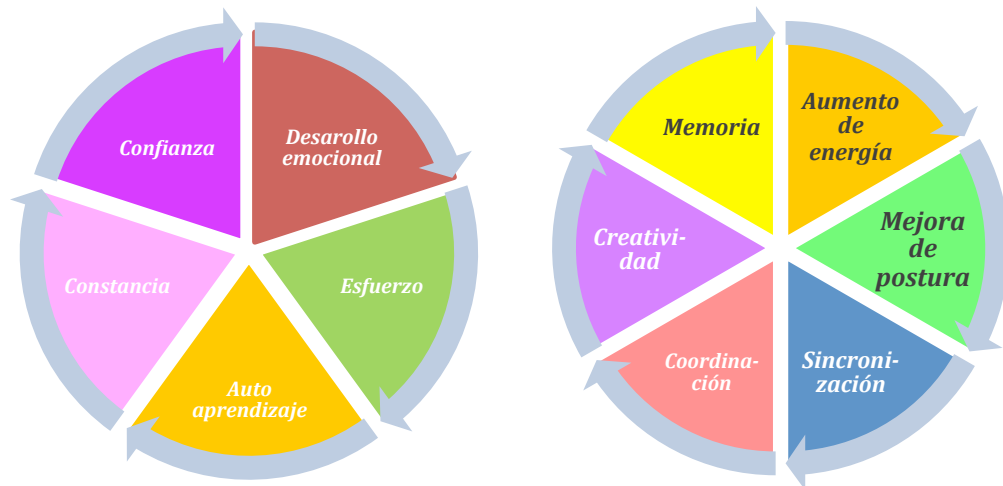 Confianza
Desarollo
emocional
Esfuerzo
Auto
aprendizaje
Constancia
Memoria
Aumento
de
energía
Mejora
de
postura
Sincroni-
zación
Coordina-
ción
Creativi-
dad